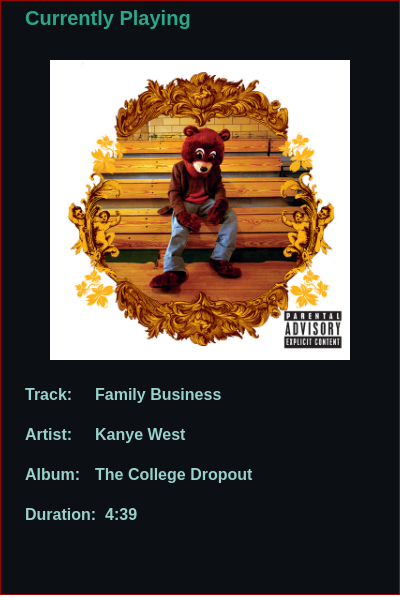 Currently Playing
PARENTAL
ADVISORY
EXPLICIT CONTENT
Track: Family Business
Artist: Kanye West
Album: The College Dropout
Duration: 4:39